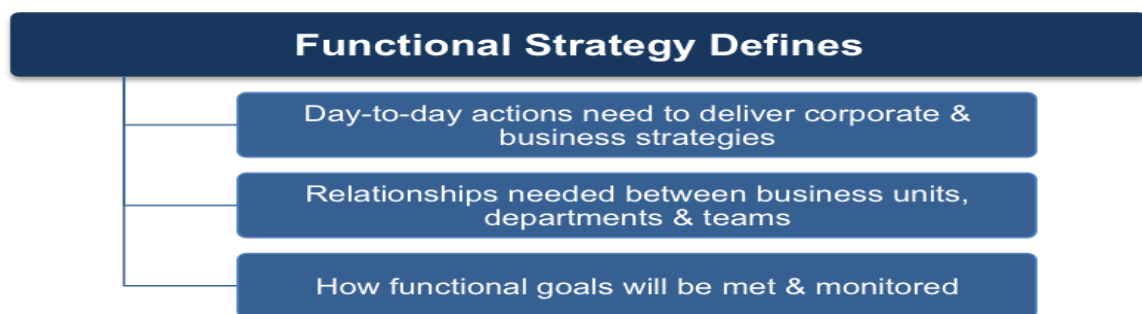 Functional Strategy Defines
Day-to-day actions need to deliver corporate &
business strategies
Relationships needed between business units,
departments & teams
How functional goals will be met & monitored